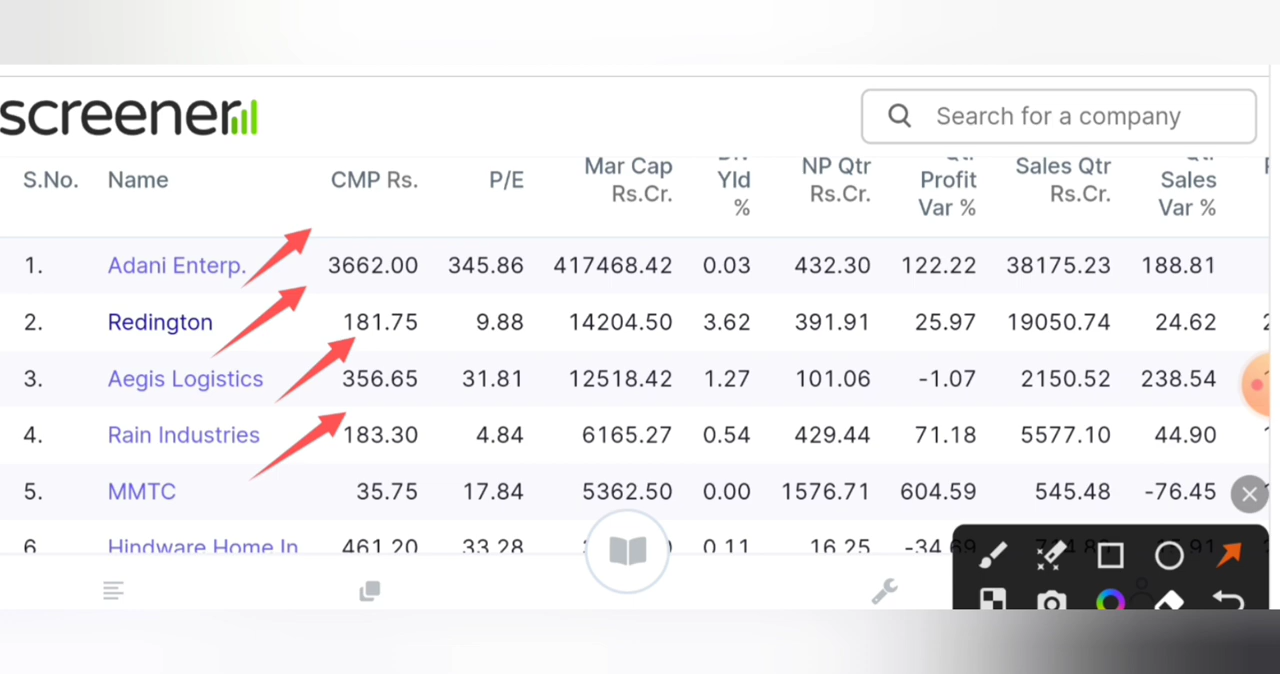 screener
Search for a company
S.No. Name CMP Rs. P/E Mar Cap Rs.Cr. Yld % NP Qtr Rs.Cr. Profit Var % Sales Qtr Rs.Cr. Sales Var %
1. Adani Enterp. 3662.00 345.86 417468.42 0.03 432.30 122.22 38175.23 188.81
2. Redington 181.75 9.88 14204.50 3.62 391.91 25.97 19050.74 24.62
3. Aegis Logistics 356.65 31.81 12518.42 1.27 101.06 -1.07 2150.52 238.54
4. Rain Industries 183.30 4.84 6165.27 0.54 429.44 71.18 5577.10 44.90
5. MMTC 35.75 17.84 5362.50 0.00 1576.71 604.59 545.48 -76.45
6 Hindware Home In 461.20 33.28 0.11 16.25 -34.69